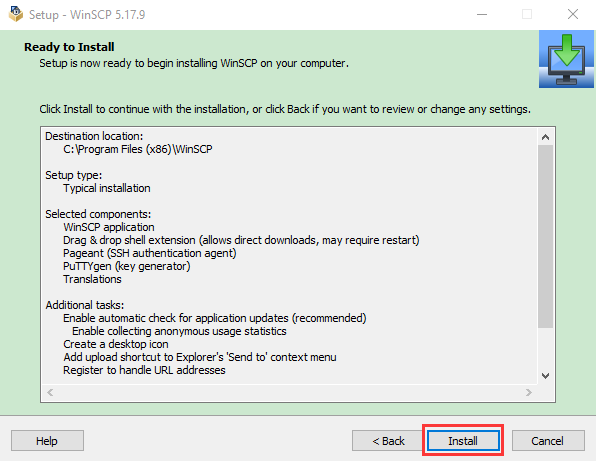 Setup - WinSCP 5.17.9
Ready to Install
Setup is now ready to begin installing WinSCP on your computer.
Click Install to continue with the installation, or click Back if you want to review or change any settings.
Destination location:
C:\Program Files (x86)\WinSCP
Setup type:
Typical installation
Selected components:
WinSCP application
Drag & drop shell extension (allows direct downloads, may require restart)
Pageant (SSH authentication agent)
PuTTYgen (key generator)
Translations
Additional tasks:
Enable automatic check for application updates (recommended)
Enable collecting anonymous usage statistics
Create a desktop icon
Add upload shortcut to Explorer's 'Send to' context menu
Register to handle URL addresses
Help
< Back
Install
Cancel